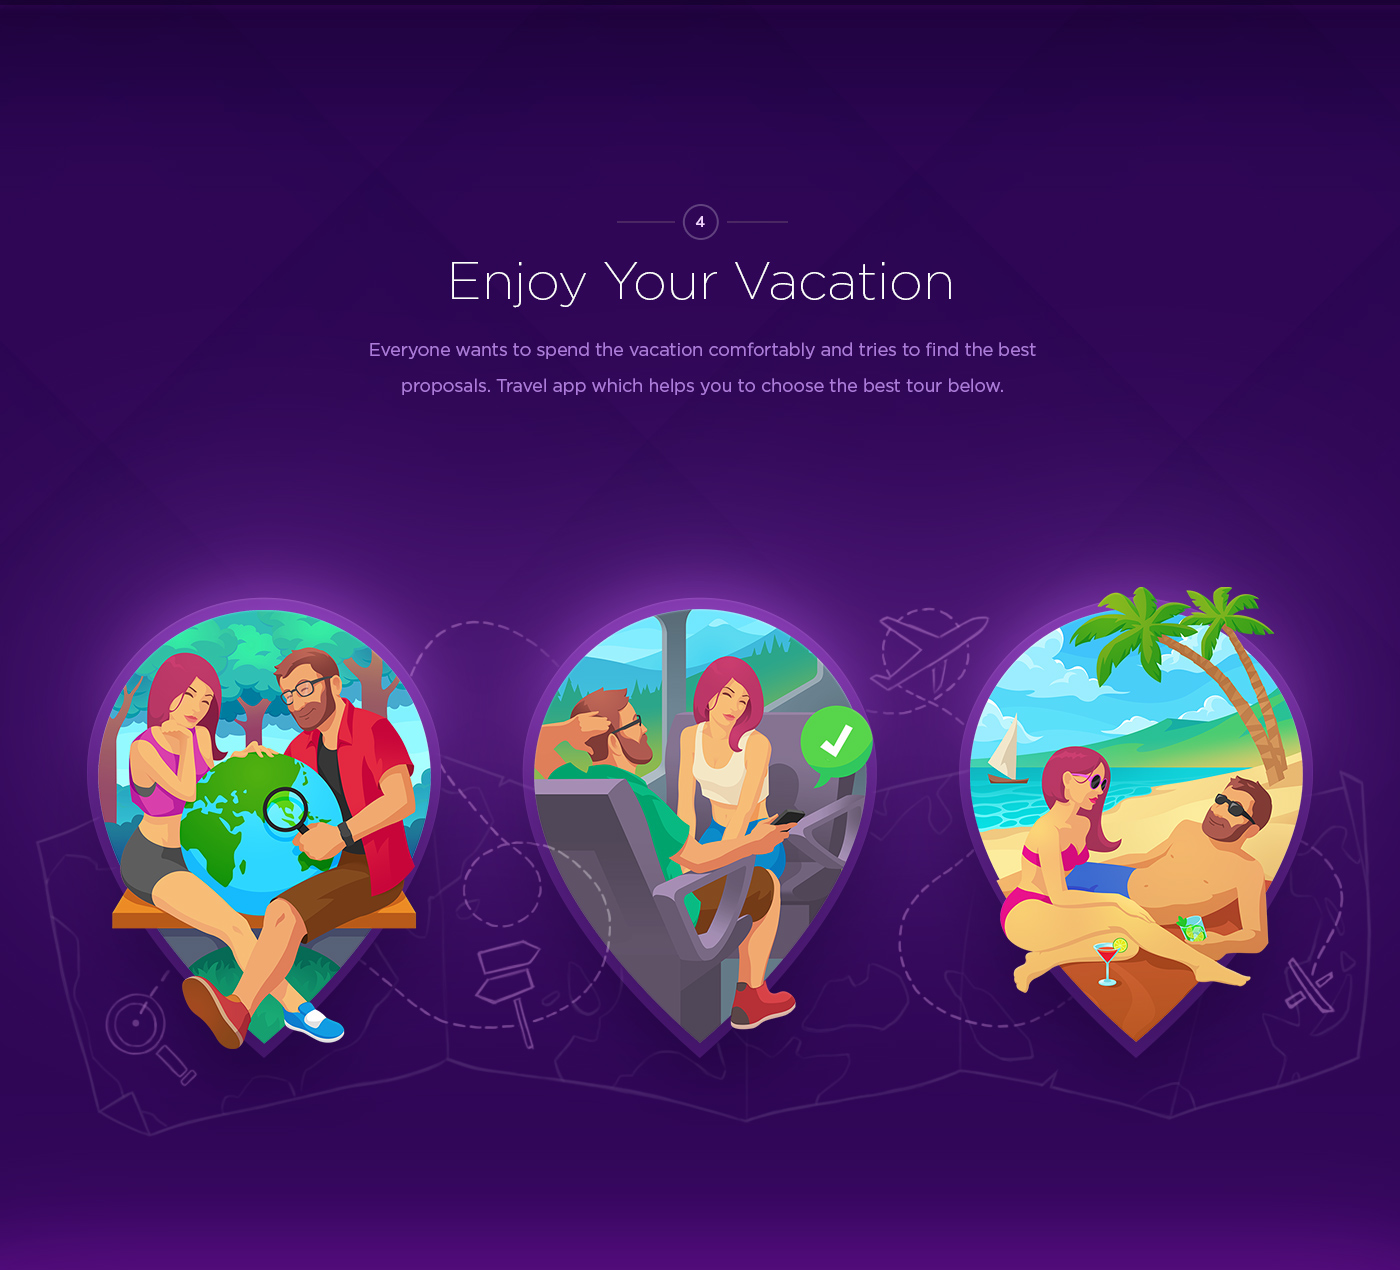 4
Enjoy Your Vacation
Everyone wants to spend the vacation comfortably and tries to find the best
proposals. Travel app which helps you to choose the best tour below.